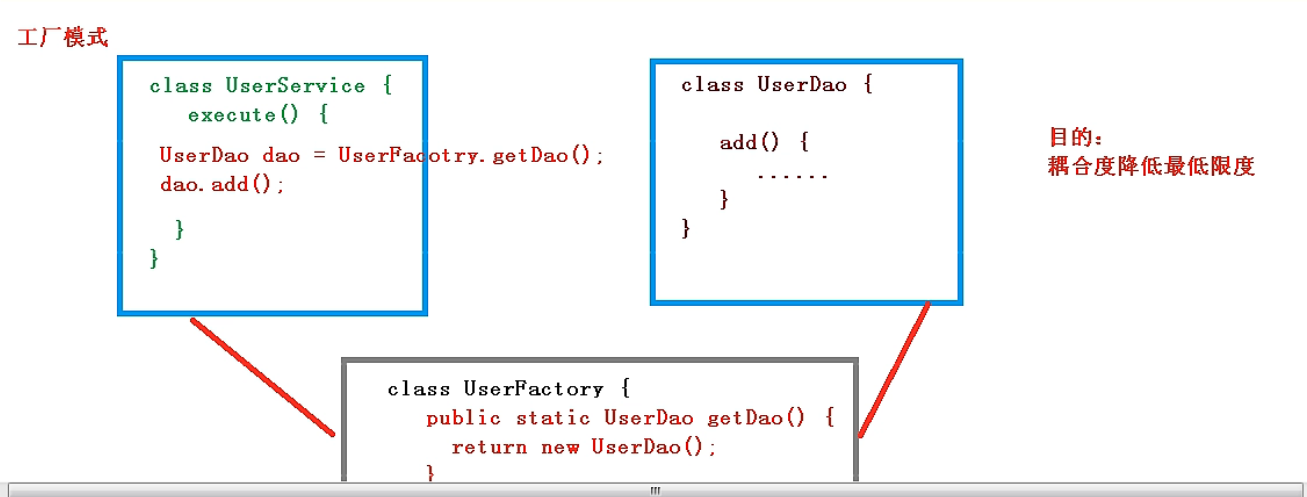 工厂模式
class UserService {
execute() {
UserDao dao = UserFacotry.getDao();
dao.add();
}
}
class UserDao {
add() {
......
}
}
目的：
耦合度降低最低限度
class UserFactory {
public static UserDao getDao() {
return new UserDao();
}